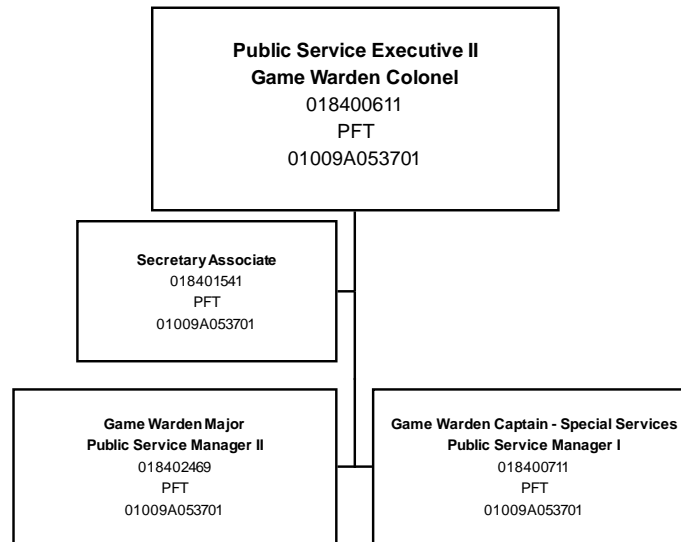 Public Service Executive II
Game Warden Colonel
018400611
PFT
01009A053701
Secretary Associate
018401541
PFT
01009A053701
Game Warden Major
Public Service Manager II
018402469
PFT
01009A053701
Game Warden Captain - Special Services
Public Service Manager I
018400711
PFT
01009A053701